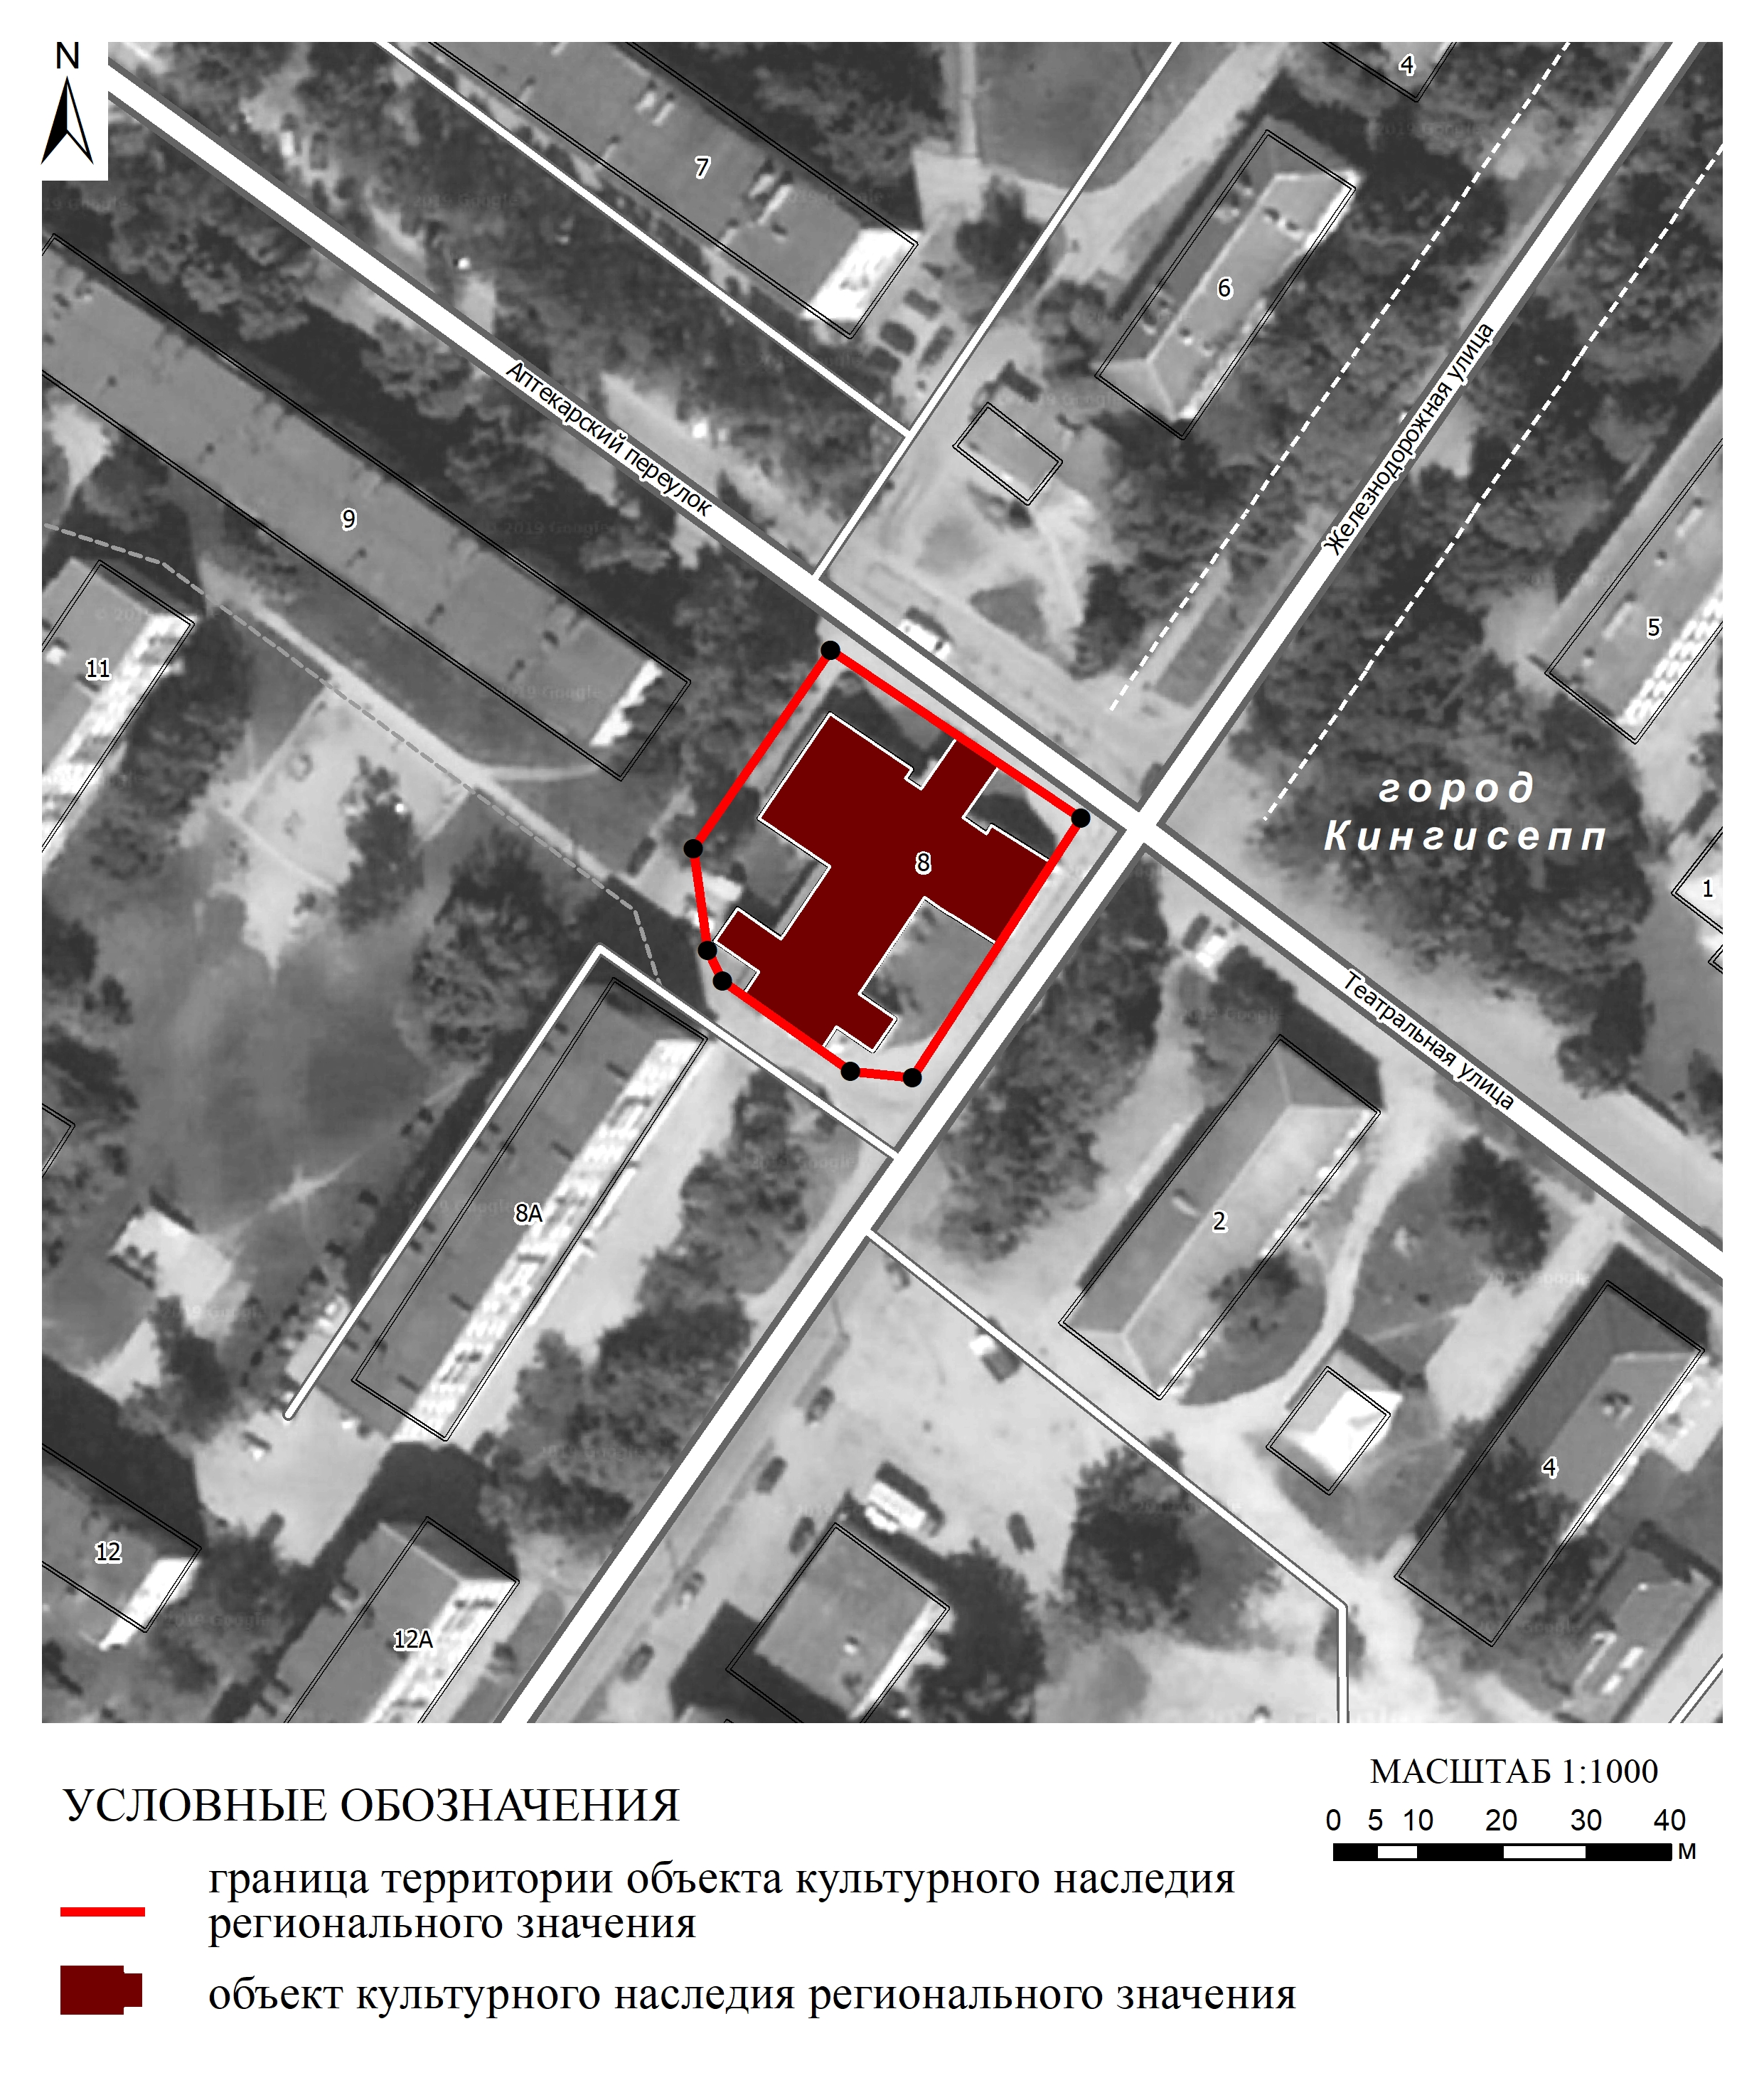 N
4
7
6
Аптекарский переулок
Железнодорожная улица
9
5
11
город
Кингисепп
8
1
Театральная улица
8А
2
4
12
12А
МАСШТАБ 1:1000
0 5 10 20 30 40
м
УСЛОВНЫЕ ОБОЗНАЧЕНИЯ
граница территории объекта культурного наследия
регионального значения
объект культурного наследия регионального значения